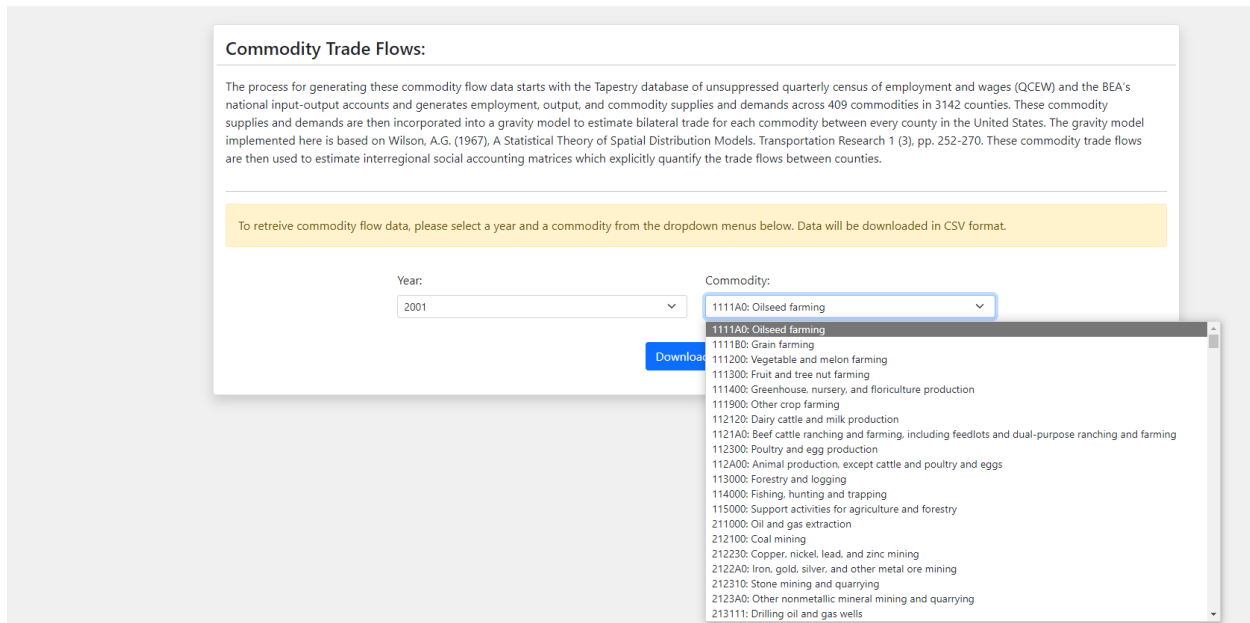 Commodity Trade Flows:
The process for generating these commodity flow data starts with the Tapestry database of unsuppressed quarterly census of employment and wages (QCEW) and the BEA's
national input-output accounts and generates employment, output, and commodity supplies and demands across 409 commodities in 3142 counties. These commodity
supplies and demands are then incorporated into a gravity model to estimate bilateral trade for each commodity between every county in the United States. The gravity model
implemented here is based on Wilson, A.G. (1967), A Statistical Theory of Spatial Distribution Models. Transportation Research 1 (3), pp. 252-270. These commodity trade flows
are then used to estimate interregional social accounting matrices which explicitly quantify the trade flows between counties.
To retreive commodity flow data, please select a year and a commodity from the dropdown menus below. Data will be downloaded in CSV format.
Year:
2001
Commodity:
1111A0: Oilseed farming
Download
1111A0: Oilseed farming
1111B0: Grain farming
111200: Vegetable and melon farming
111300: Fruit and tree nut farming
111400: Greenhouse, nursery, and floriculture production
111900: Other crop farming
112120: Dairy cattle and milk production
1121A0: Beef cattle ranching and farming, including feedlots and dual-purpose ranching and farming
112300: Poultry and egg production
112A00: Animal production, except cattle and poultry and eggs
113000: Forestry and logging
114000: Fishing, hunting and trapping
115000: Support activities for agriculture and forestry
211000: Oil and gas extraction
212100: Coal mining
212230: Copper, nickel, lead, and zinc mining
2122A0: Iron, gold, silver, and other metal ore mining
212310: Stone mining and quarrying
2123A0: Other nonmetallic mineral mining and quarrying
213111: Drilling oil and gas wells